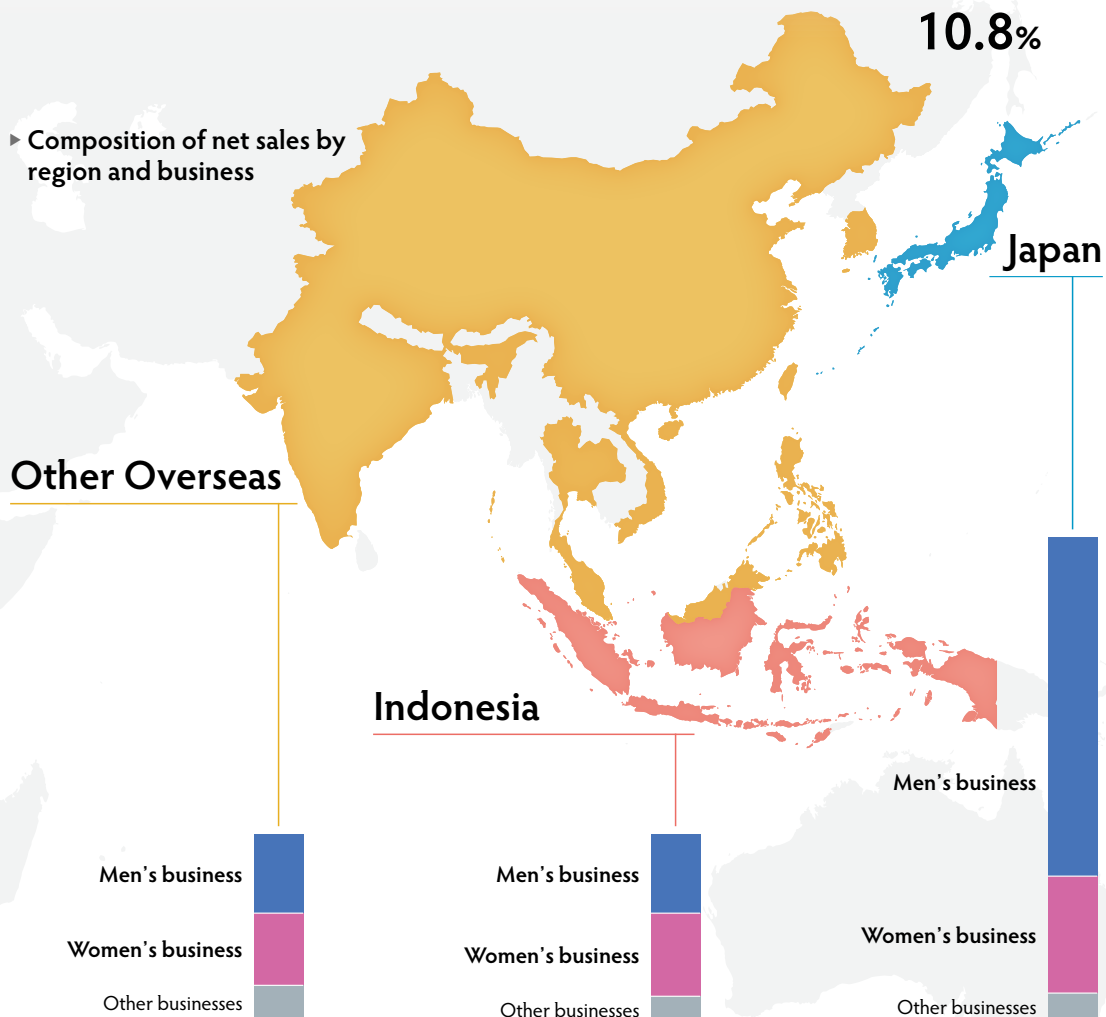 10.8%
Composition of net sales by
region and business
Japan
Other Overseas
Indonesia
Men's business
Women's business
Other businesses
Men's business
Women's business
Other businesses
Men's business
Women's business
Other businesses